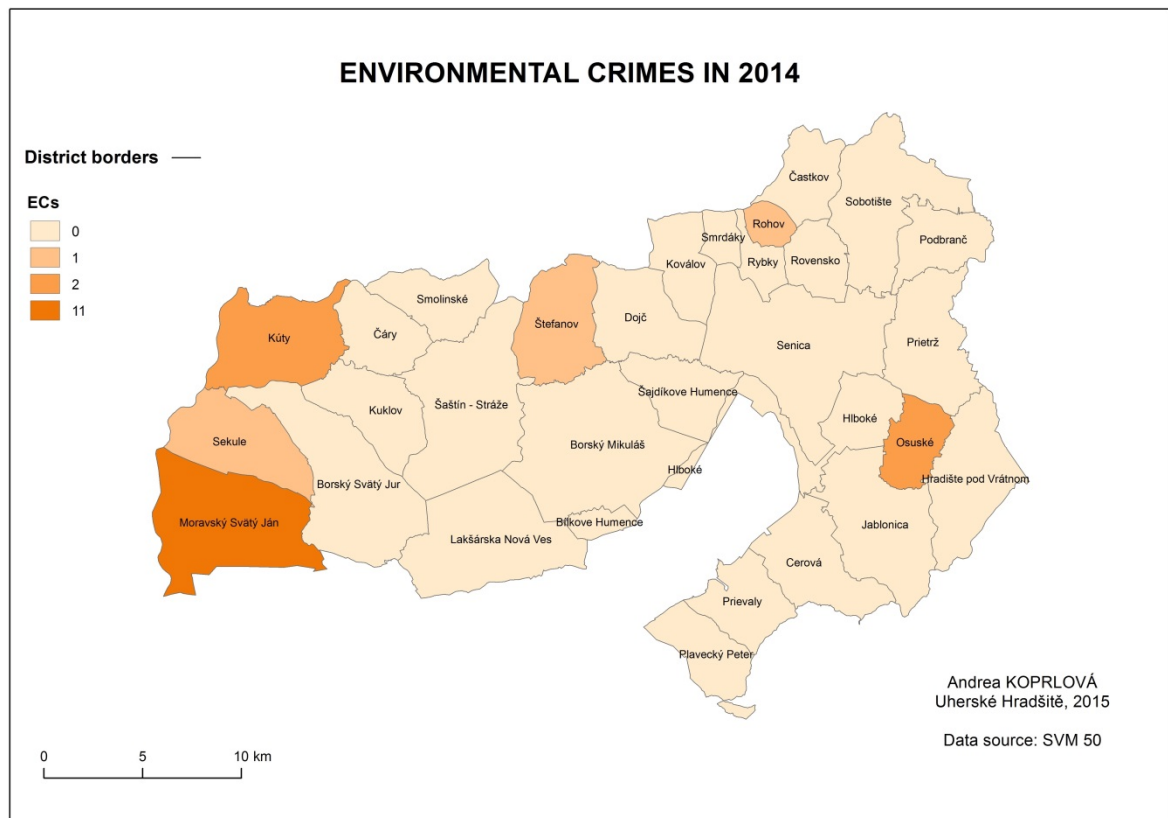 ENVIRONMENTAL CRIMES IN 2014
District borders
ECs
0
1
2
11
Častkov
Sobotište
Rohov
Smrdáky
Podbranč
Koválov
Rybky
Rovensko
Smolinské
Štefanov
Dojč
Kúty
Čáry
Senica
Prietrž
Šajdíkove Humence
Kuklov
Šaštín - Stráže
Hlboké
Sekule
Borský Mikuláš
Osuské
Hlboké
Borský Svätý Jur
Hradište pod Vrátnom
Moravský Svätý Ján
Bílkove Humence
Jablonica
Lakšárska Nová Ves
Cerová
Prievaly
Plavecký Peter
Andrea KOPRLOVÁ
Uherské Hradšitě, 2015
Data source: SVM 50
0 5 10 km